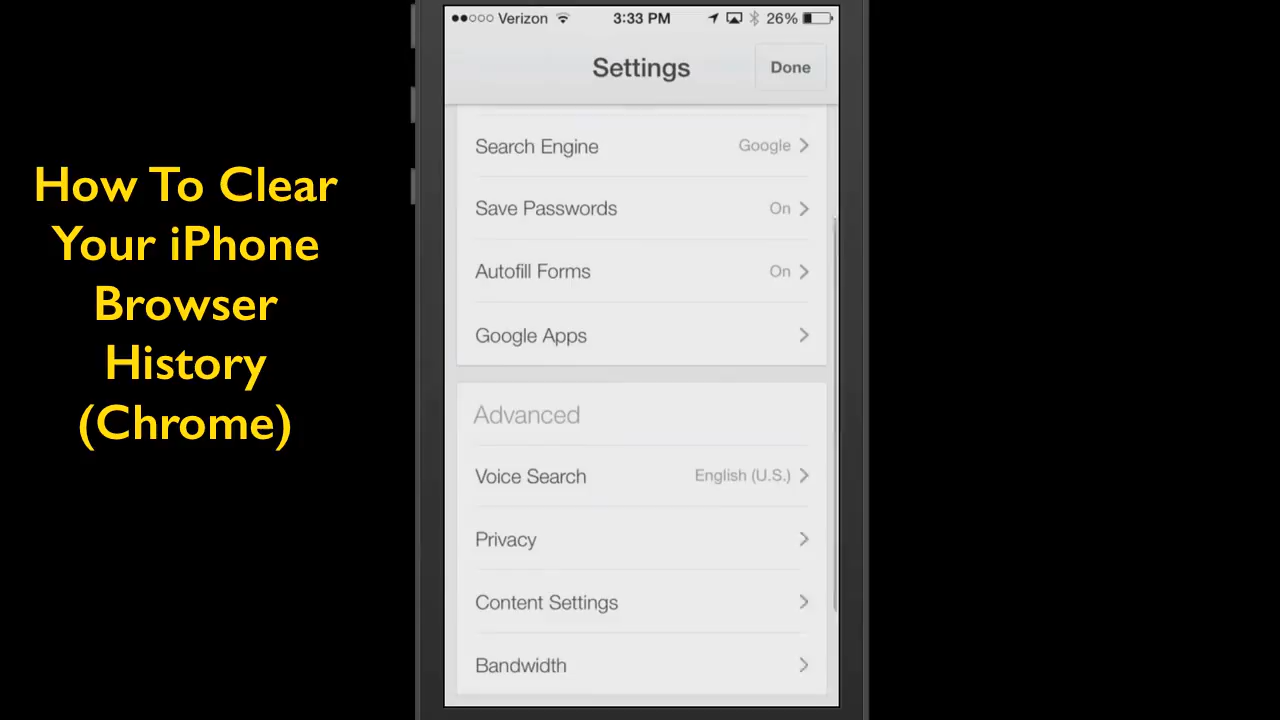 How To Clear
Your iPhone
Browser
History
(Chrome)
Verizon 3:33 PM 26%
Settings Done
Search Engine Google
Save Passwords On
Autofill Forms On
Google Apps
Advanced
Voice Search English (U.S.)
Privacy
Content Settings
Bandwidth